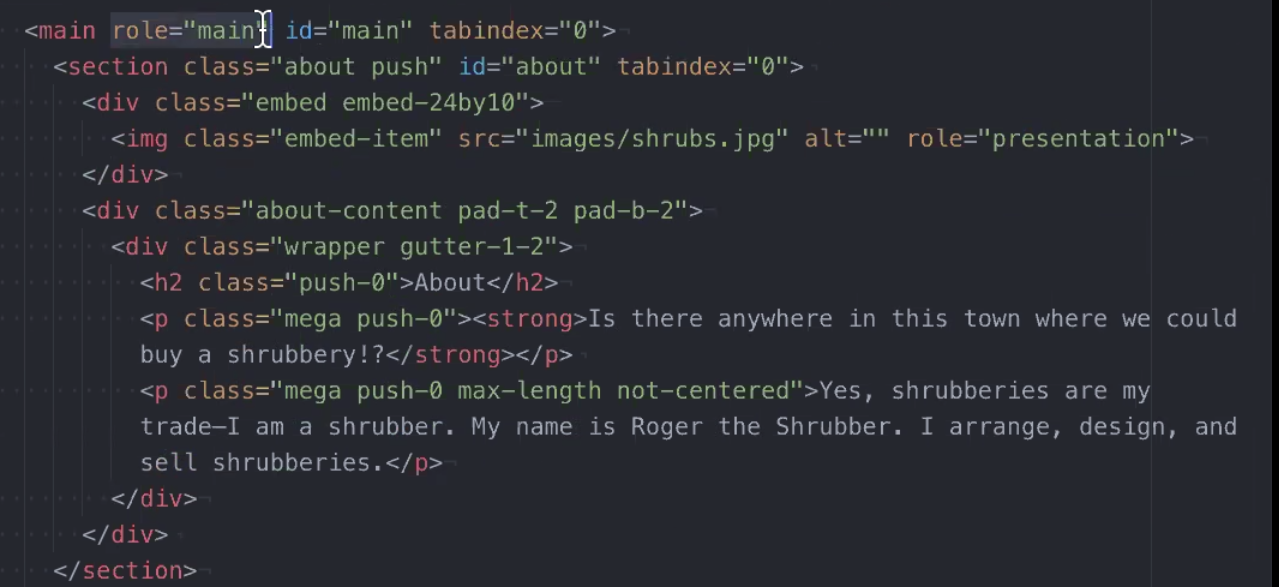 <main role="main" id="main" tabindex="0">
<section class="about push" id="about" tabindex="0">
<div class="embed embed-24by10">
<img class="embed-item" src="images/shrubs.jpg" alt="" role="presentation">
</div>
<div class="about-content pad-t-2 pad-b-2">
<div class="wrapper gutter-1-2">
<h2 class="push-0">About</h2>
<p class="mega push-0"><strong>Is there anywhere in this town where we could
buy a shrubbery!?</strong></p>
<p class="mega push-0 max-length not-centered">Yes, shrubberies are my
trade—I am a shrubber. My name is Roger the Shrubber. I arrange, design, and
sell shrubberies.</p>
</div>
</div>
</section>